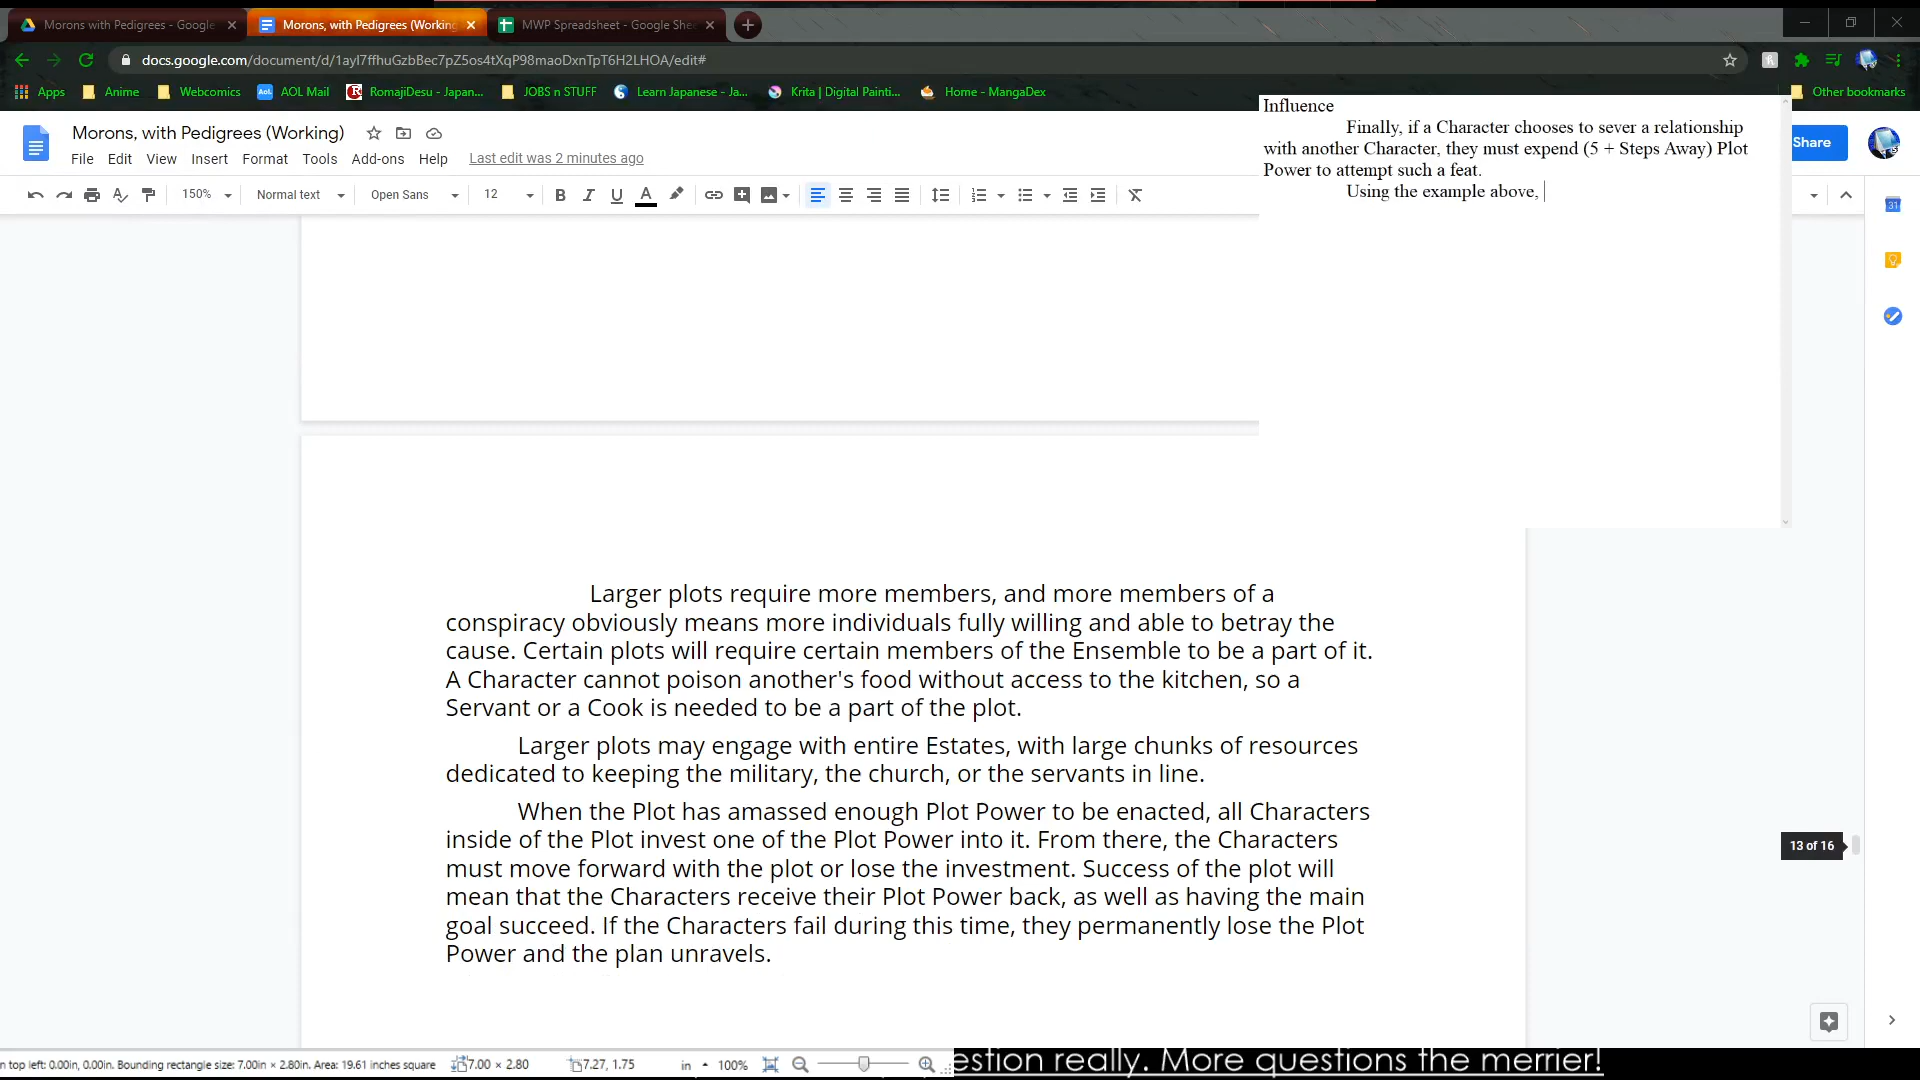 Morons with Pedigrees - Google
Morons, with Pedigrees (Working
MWP Spreadsheet - Google Shee
docs.google.com/document/d/1ayI7ffhuGzbBec7pZ5os4tXqP98maoDxnTpT6H2LHOA/edit#
Apps
Anime
Webcomics
AOL Mail
RomajiDesu - Japan...
JOBS n STUFF
Learn Japanese - Ja...
Krita | Digital Painti...
Home - MangaDex
Other bookmarks
Influence
Finally, if a Character chooses to sever a relationship
with another Character, they must expend (5 + Steps Away) Plot
Power to attempt such a feat.
Using the example above,
Morons, with Pedigrees (Working)
Share
File Edit View Insert Format Tools Add-ons Help Last edit was 2 minutes ago
150% Normal text Open Sans 12 B I U A
31
Larger plots require more members, and more members of a
conspiracy obviously means more individuals fully willing and able to betray the
cause. Certain plots will require certain members of the Ensemble to be a part of it.
A Character cannot poison another's food without access to the kitchen, so a
Servant or a Cook is needed to be a part of the plot.
Larger plots may engage with entire Estates, with large chunks of resources
dedicated to keeping the military, the church, or the servants in line.
When the Plot has amassed enough Plot Power to be enacted, all Characters
inside of the Plot invest one of the Plot Power into it. From there, the Characters
must move forward with the plot or lose the investment. Success of the plot will
mean that the Characters receive their Plot Power back, as well as having the main
goal succeed. If the Characters fail during this time, they permanently lose the Plot
Power and the plan unravels.
13 of 16
n top left: 0.00in, 0.00in. Bounding rectangle size: 7.00in × 2.80in. Area: 19.61 inches square
7.00 × 2.80
7.27, 1.75
in
100%
estion really. More questions the merrier!